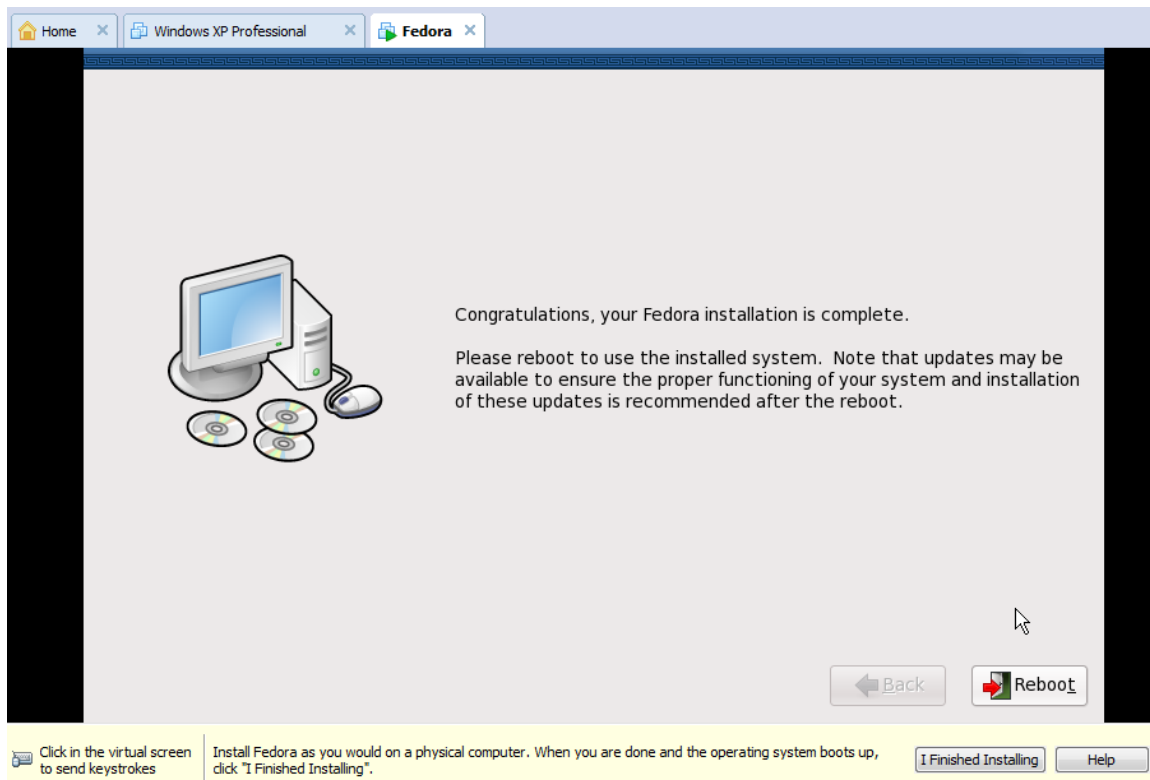 Home
Windows XP Professional
Fedora
Congratulations, your Fedora installation is complete.
Please reboot to use the installed system. Note that updates may be
available to ensure the proper functioning of your system and installation
of these updates is recommended after the reboot.
Back
Reboot
Click in the virtual screen
to send keystrokes
Install Fedora as you would on a physical computer. When you are done and the operating system boots up,
click "I Finished Installing".
I Finished Installing
Help